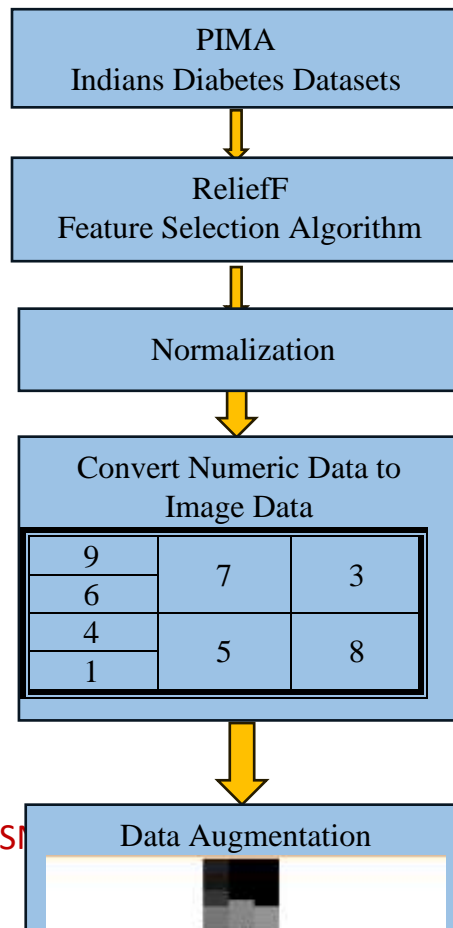 PIMA
Indians Diabetes Datasets
ReliefF
Feature Selection Algorithm
Normalization
Convert Numeric Data to
Image Data
9 7 3
6
4 5 8
1
Data Augmentation